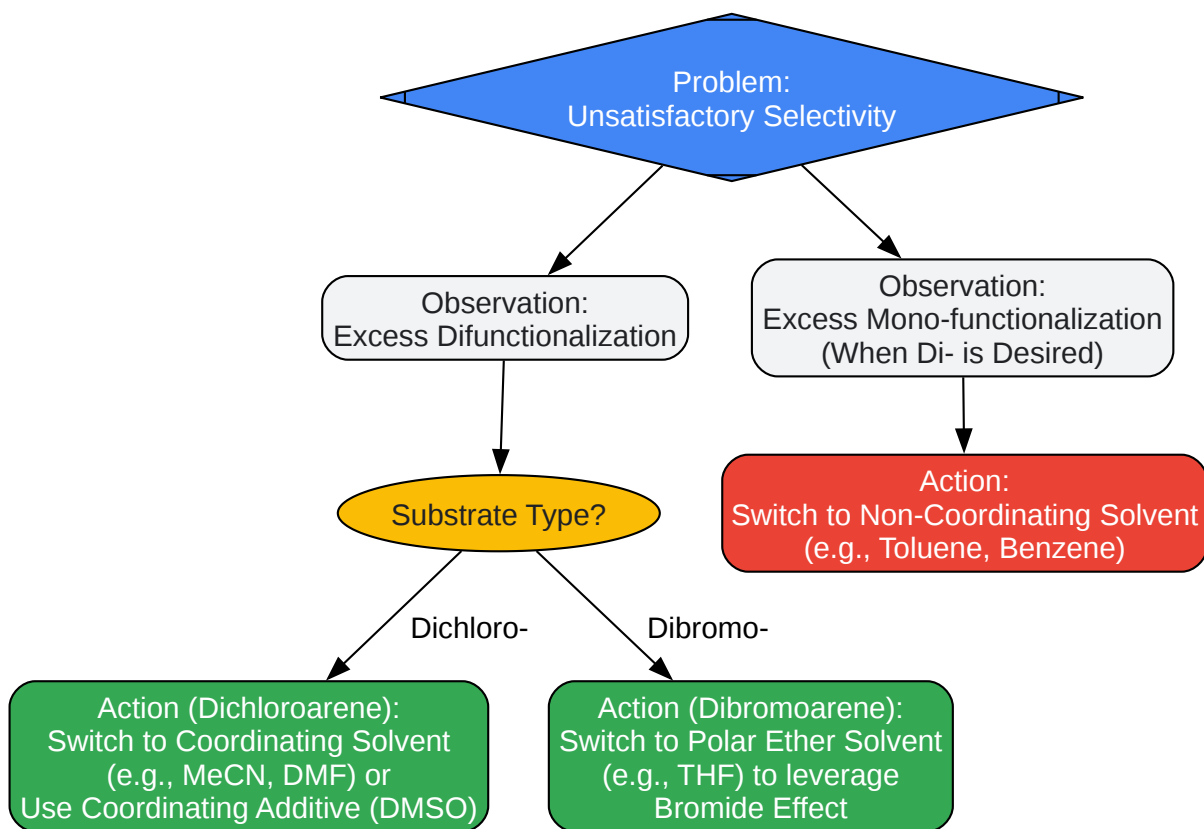 Problem:
Unsatisfactory Selectivity
Observation:
Excess Difunctionalization
Observation:
Excess Mono-functionalization
(When Di- is Desired)
Substrate Type?
Action:
Switch to Non-Coordinating Solvent
(e.g., Toluene, Benzene)
Dichloro-
Dibromo-
Action (Dichloroarene):
Switch to Coordinating Solvent
(e.g., MeCN, DMF) or
Use Coordinating Additive (DMSO)
Action (Dibromoarene):
Switch to Polar Ether Solvent
(e.g., THF) to leverage
Bromide Effect